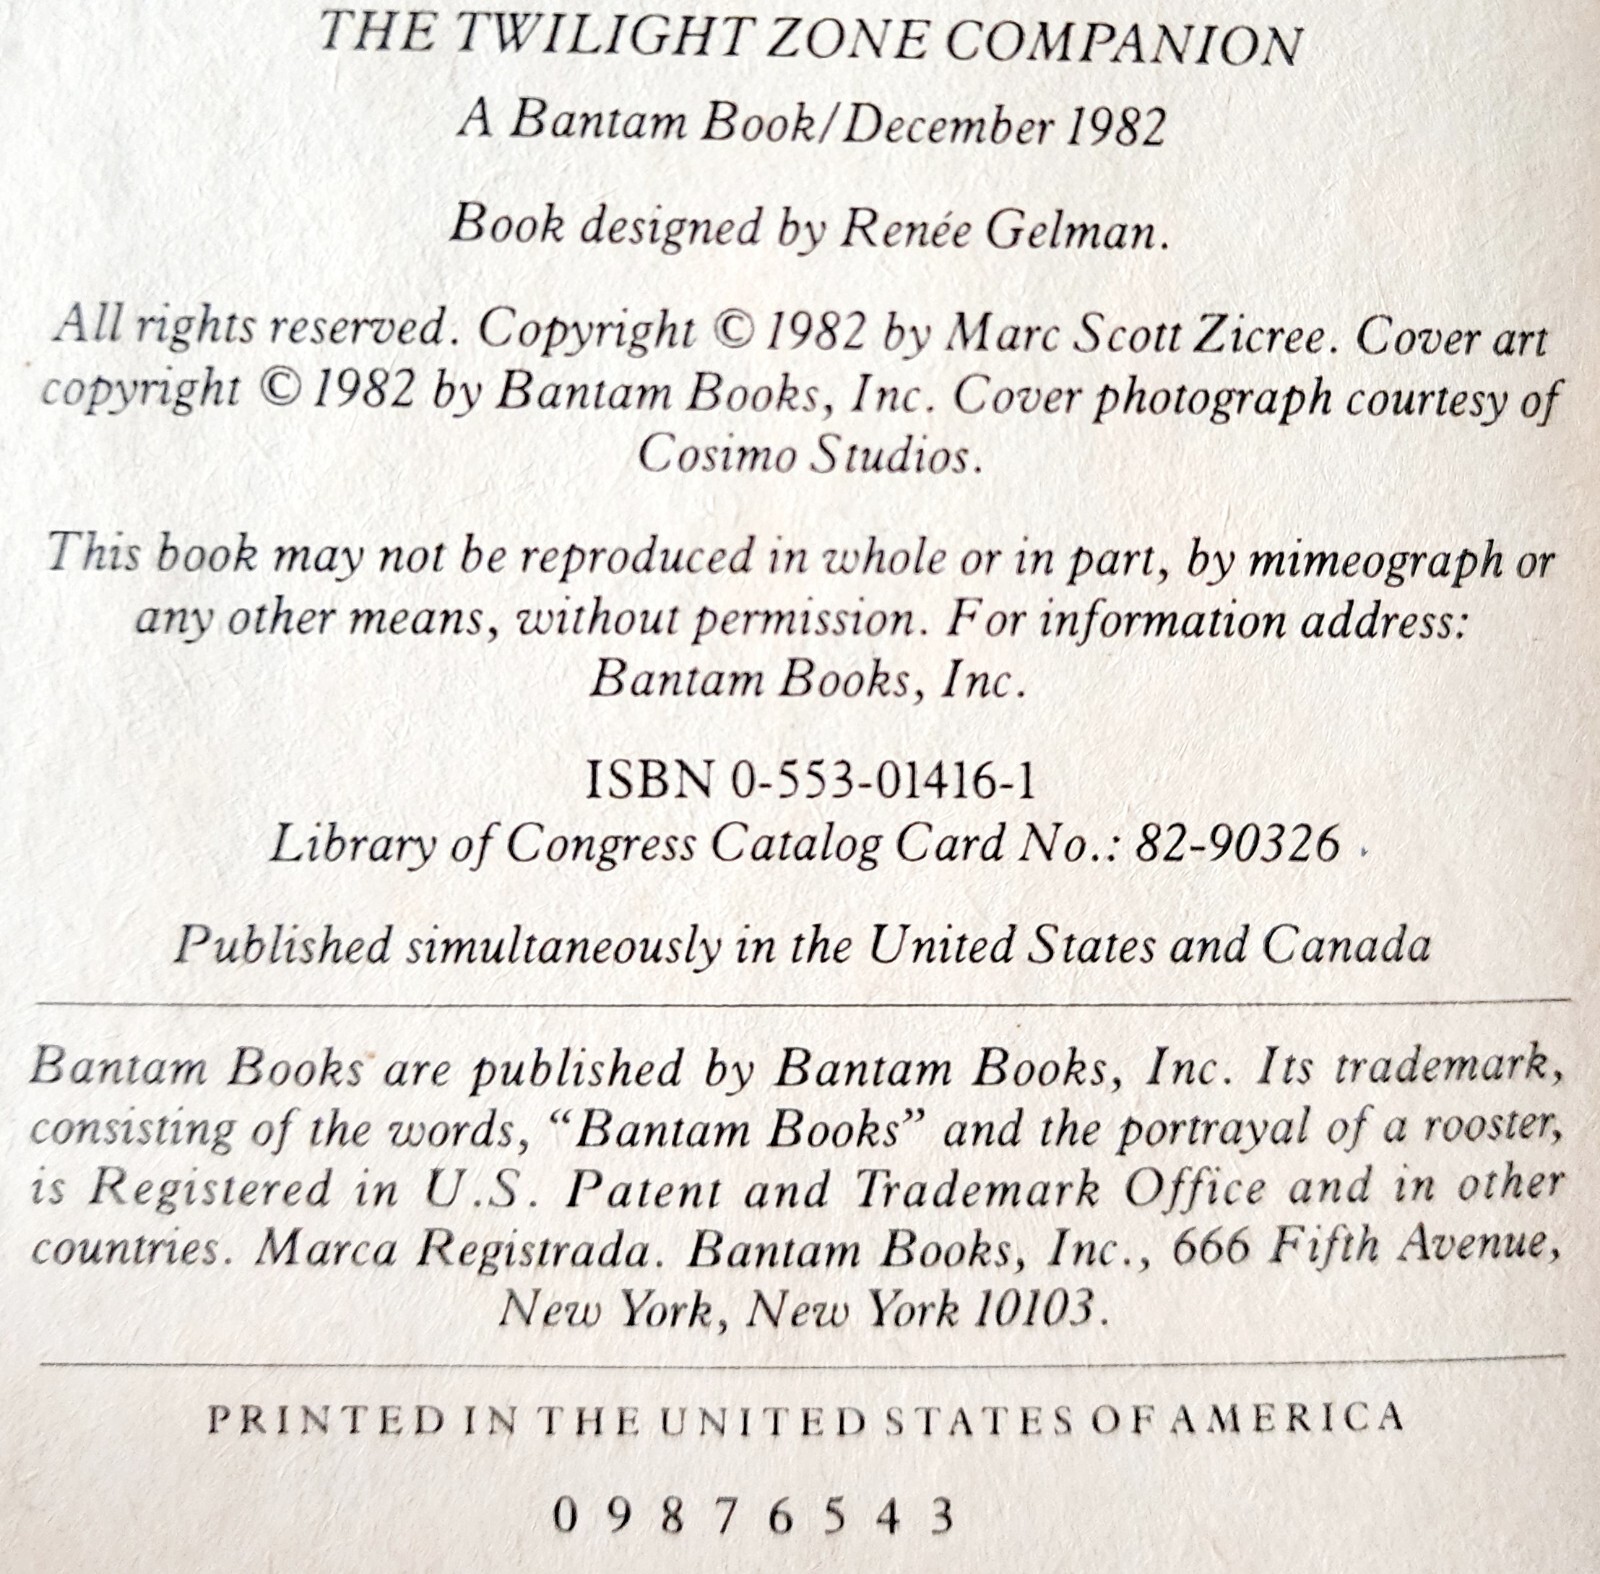 THE TWILIGHT ZONE COMPANION
A Bantam Book/December 1982
Book designed by Renée Gelman.
All rights reserved. Copyright © 1982 by Marc Scott Zicree. Cover art
copyright © 1982 by Bantam Books, Inc. Cover photograph courtesy of
Cosimo Studios.
This book may not be reproduced in whole or in part, by mimeograph or
any other means, without permission. For information address:
Bantam Books, Inc.
ISBN 0-553-01416-1
Library of Congress Catalog Card No.: 82-90326
Published simultaneously in the United States and Canada
Bantam Books are published by Bantam Books, Inc. Its trademark,
consisting of the words, “Bantam Books” and the portrayal of a rooster,
is Registered in U.S. Patent and Trademark Office and in other
countries. Marca Registrada. Bantam Books, Inc., 666 Fifth Avenue,
New York, New York 10103.
PRINTED IN THE UNITED STATES OF AMERICA
0 9 8 7 6 5 4 3